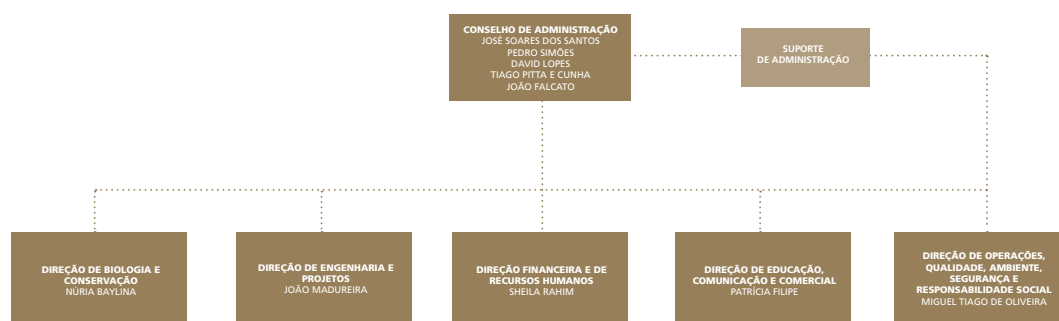 CONSELHO DE ADMINISTRAÇÃO
JOSÉ SOARES DOS SANTOS
PEDRO SIMÕES
DAVID LOPES
TIAGO PITTA E CUNHA
JOÃO FALCATO
SUPORTE
DE ADMINISTRAÇÃO
DIREÇÃO DE BIOLOGIA E
CONSERVAÇÃO
NÚRIA BAYLINA
DIREÇÃO DE ENGENHARIA E
PROJETOS
JOÃO MADUREIRA
DIREÇÃO FINANCEIRA E DE
RECURSOS HUMANOS
SHEILA RAHIM
DIREÇÃO DE EDUCAÇÃO,
COMUNICAÇÃO E COMERCIAL
PATRÍCIA FILIPE
DIREÇÃO DE OPERAÇÕES,
QUALIDADE, AMBIENTE,
SEGURANÇA E
RESPONSABILIDADE SOCIAL
MIGUEL TIAGO DE OLIVEIRA